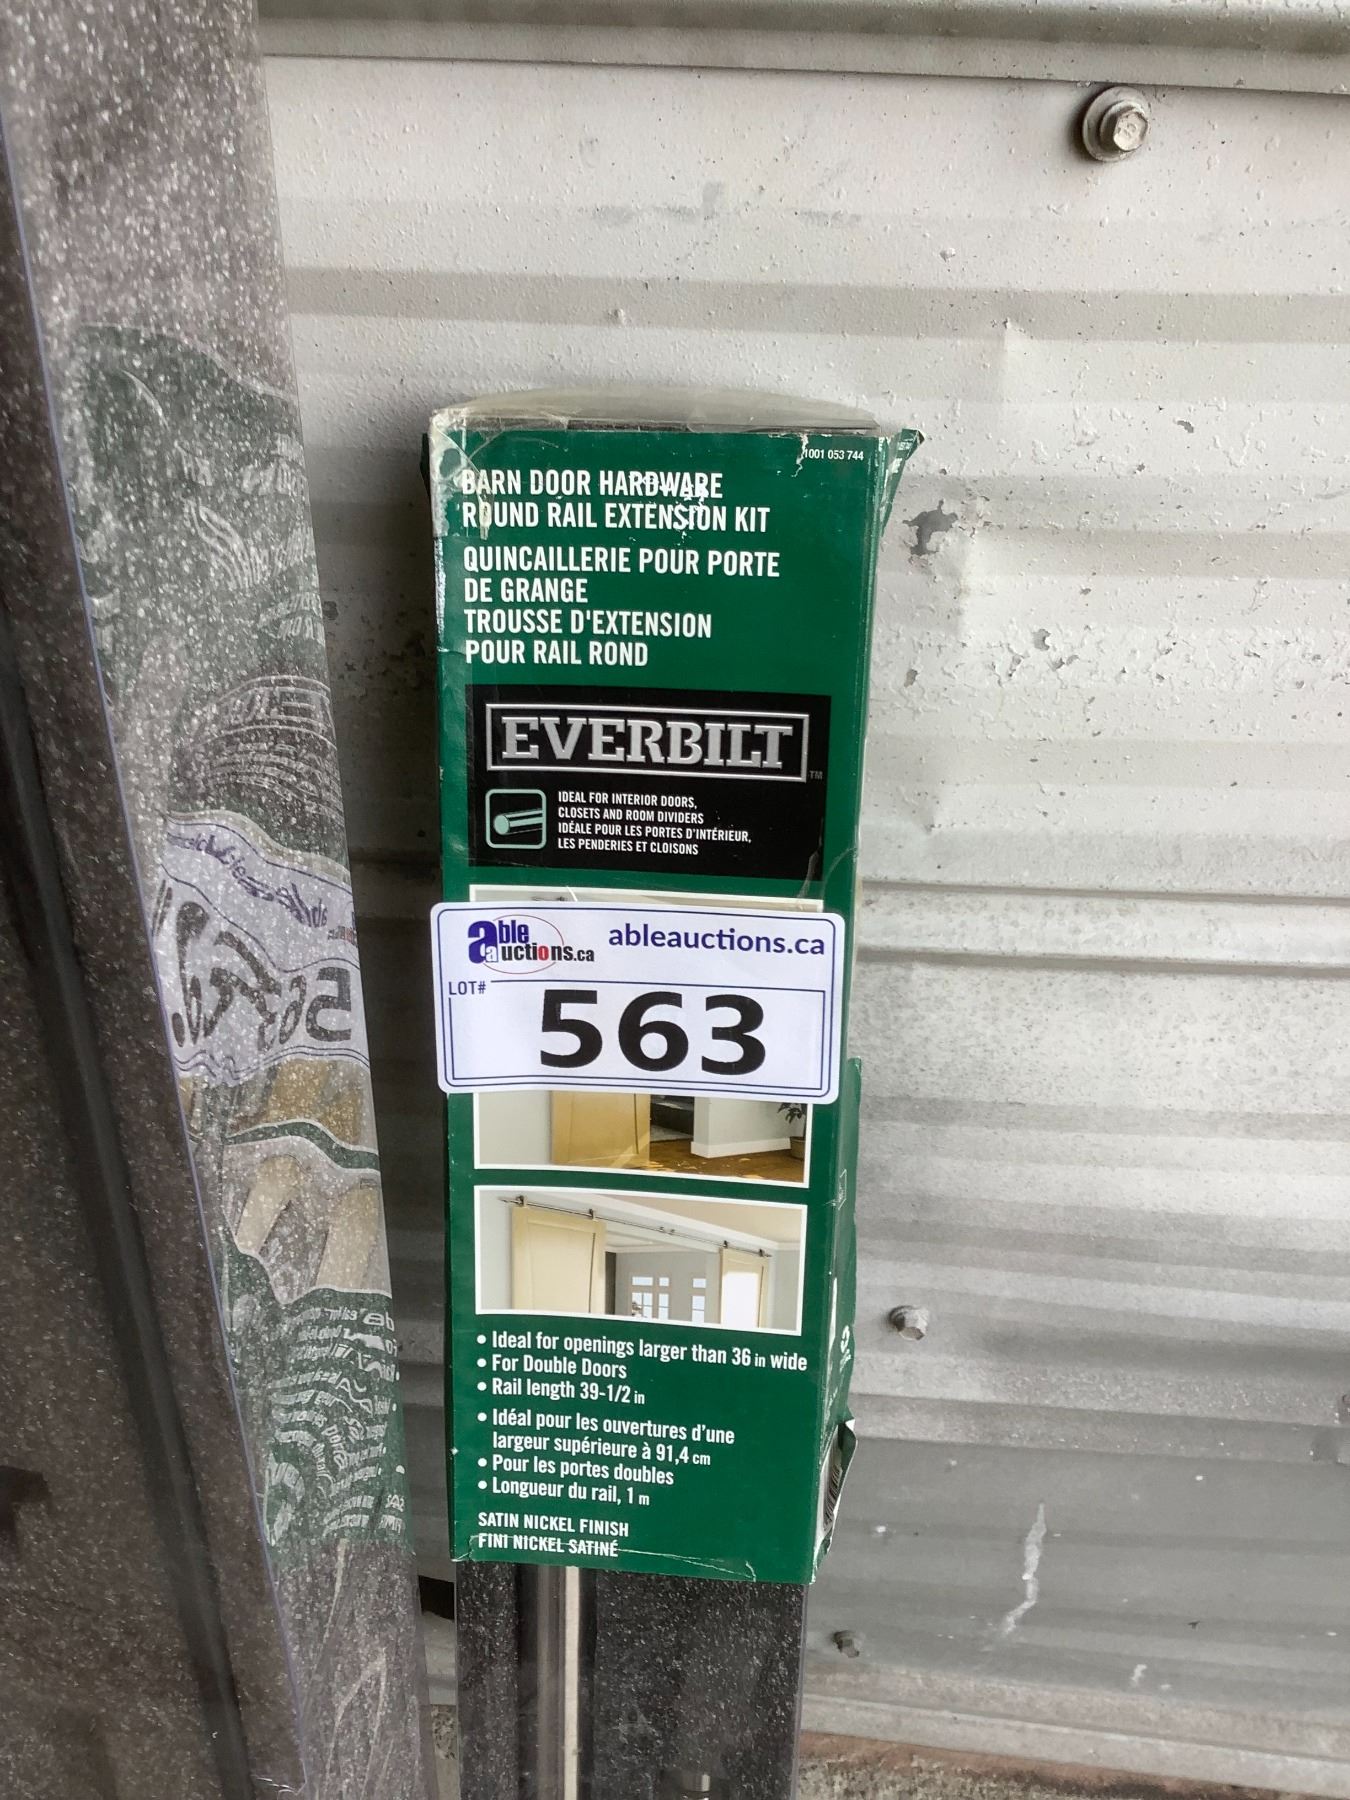 1001 053 744
BARN DOOR HARDWARE
ROUND RAIL EXTENSION KIT
QUINCAILLERIE POUR PORTE
DE GRANGE
TROUSSE D'EXTENSION
POUR RAIL ROND
EVERBILT TM
IDEAL FOR INTERIOR DOORS,
CLOSETS AND ROOM DIVIDERS
IDÉALE POUR LES PORTES D'INTÉRIEUR,
LES PENDERIES ET CLOISONS
able auctions.ca
ableauctions.ca
LOT#
563
• Ideal for openings larger than 36 in wide
• For Double Doors
• Rail length 39-1/2 in
• Idéal pour les ouvertures d'une
largeur supérieure à 91,4 cm
• Pour les portes doubles
• Longueur du rail, 1 m
SATIN NICKEL FINISH
FINI NICKEL SATINÉ